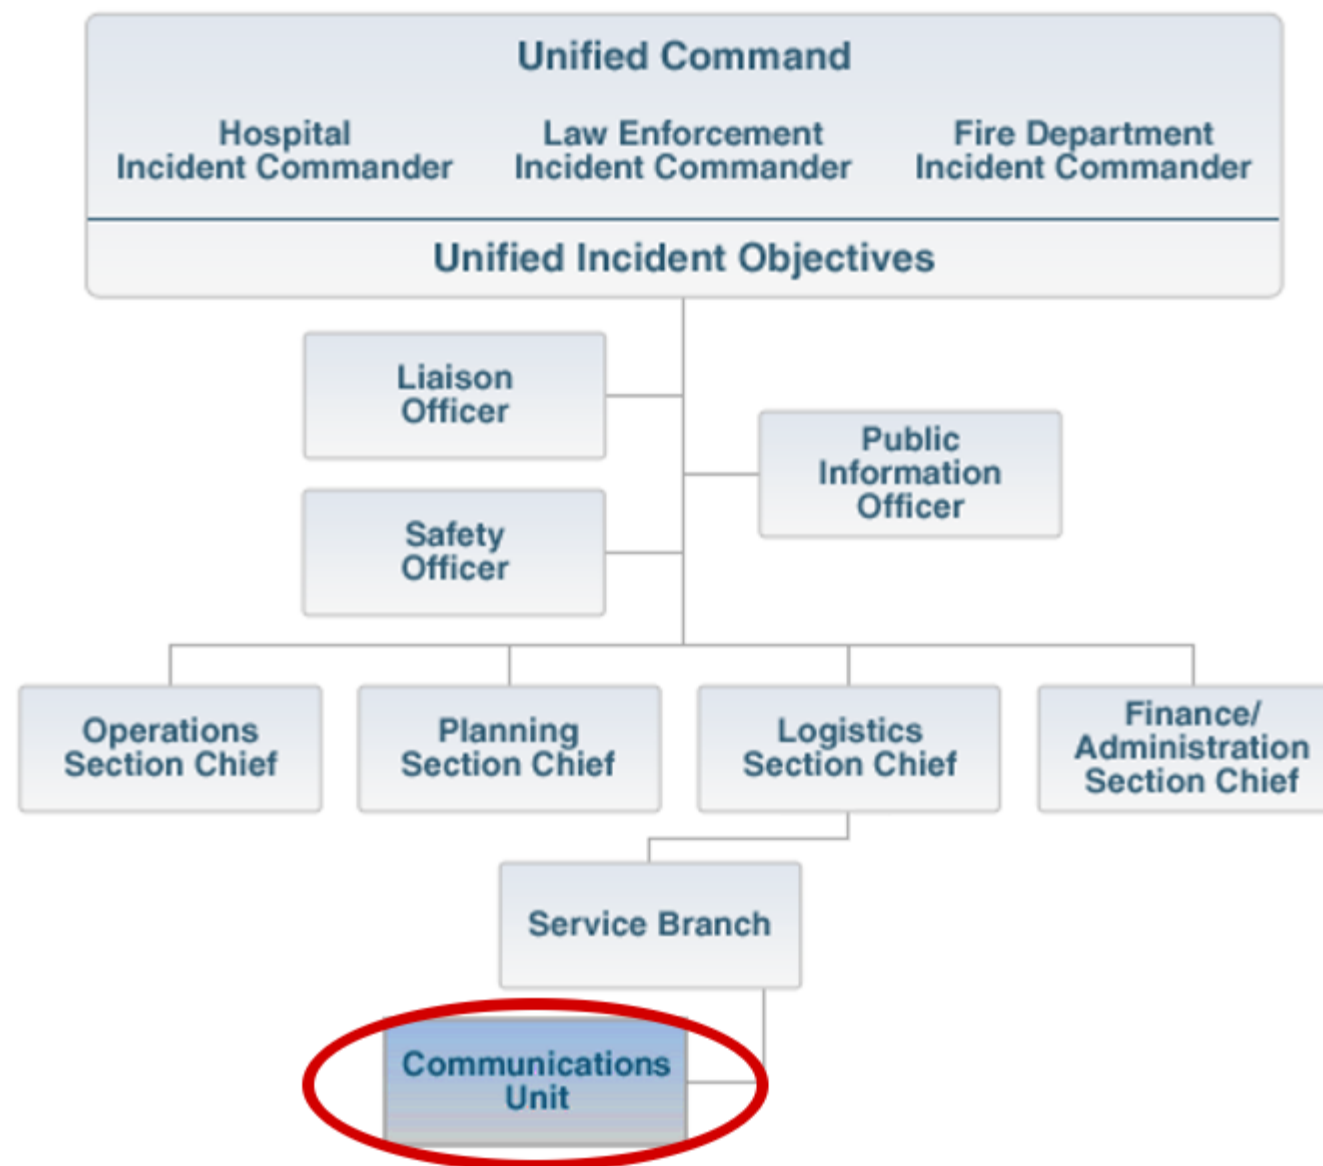 Unified Command
Hospital
Incident Commander
Law Enforcement
Incident Commander
Fire Department
Incident Commander
Unified Incident Objectives
Liaison
Officer
Public
Information
Officer
Safety
Officer
Operations
Section Chief
Planning
Section Chief
Logistics
Section Chief
Finance/
Administration
Section Chief
Service Branch
Communications
Unit